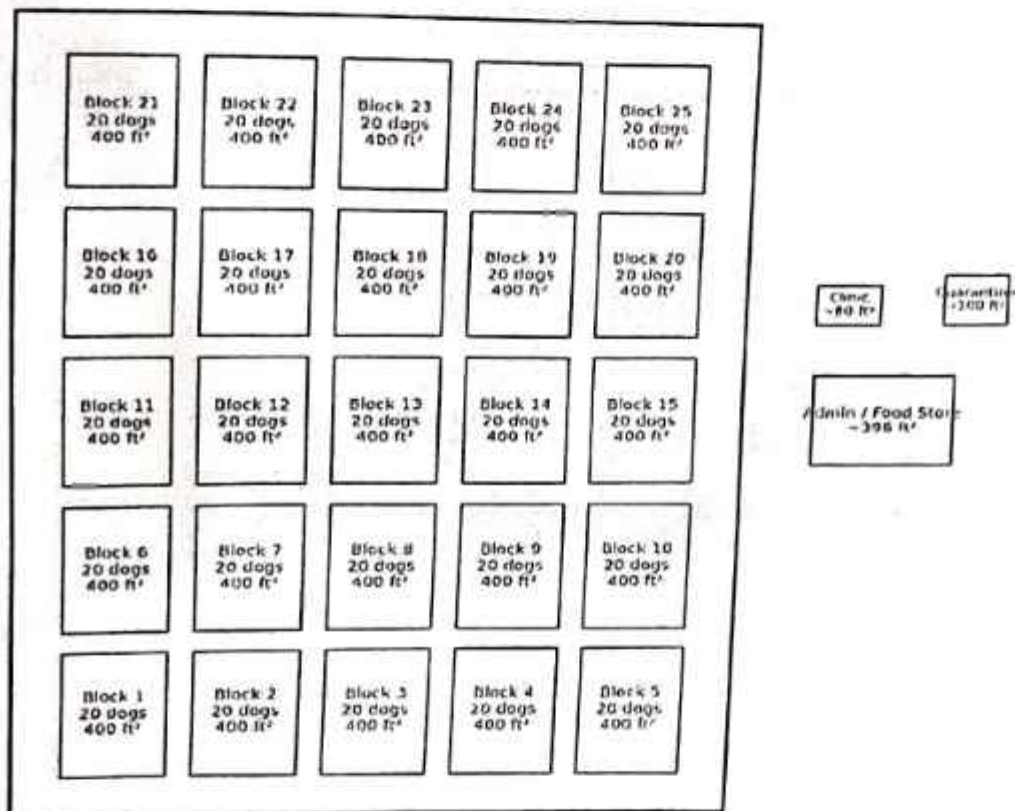 Block 21
20 dogs
400 ft²
Block 22
20 dogs
400 ft²
Block 23
20 dogs
400 ft²
Block 24
20 dogs
400 ft²
Block 25
20 dogs
400 ft²
Block 16
20 dogs
400 ft²
Block 17
20 dogs
400 ft²
Block 18
20 dogs
400 ft²
Block 19
20 dogs
400 ft²
Block 20
20 dogs
400 ft²
Clinic
~80 ft²
Quarantine
~100 ft²
Block 11
20 dogs
400 ft²
Block 12
20 dogs
400 ft²
Block 13
20 dogs
400 ft²
Block 14
20 dogs
400 ft²
Block 15
20 dogs
400 ft²
Admin / Food Store
~396 ft²
Block 6
20 dogs
400 ft²
Block 7
20 dogs
400 ft²
Block 8
20 dogs
400 ft²
Block 9
20 dogs
400 ft²
Block 10
20 dogs
400 ft²
Block 1
20 dogs
400 ft²
Block 2
20 dogs
400 ft²
Block 3
20 dogs
400 ft²
Block 4
20 dogs
400 ft²
Block 5
20 dogs
400 ft²